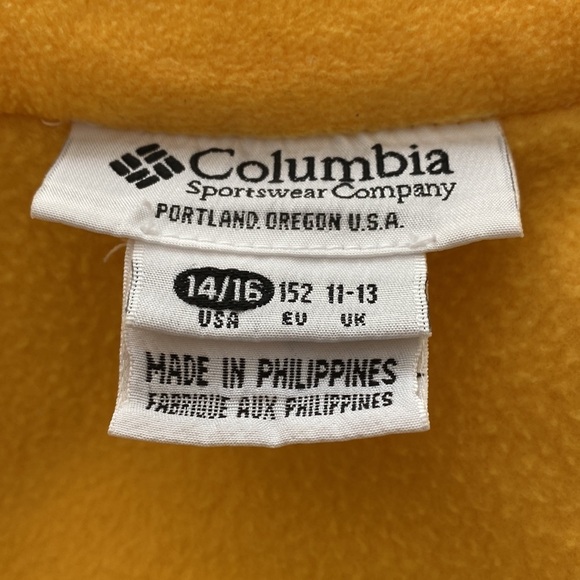 Columbia
Sportswear Company
PORTLAND. OREGON U.S.A.
14/16 152 11-13
USA EU UK
MADE IN PHILIPPINES
FABRIQUE AUX PHILIPPINES